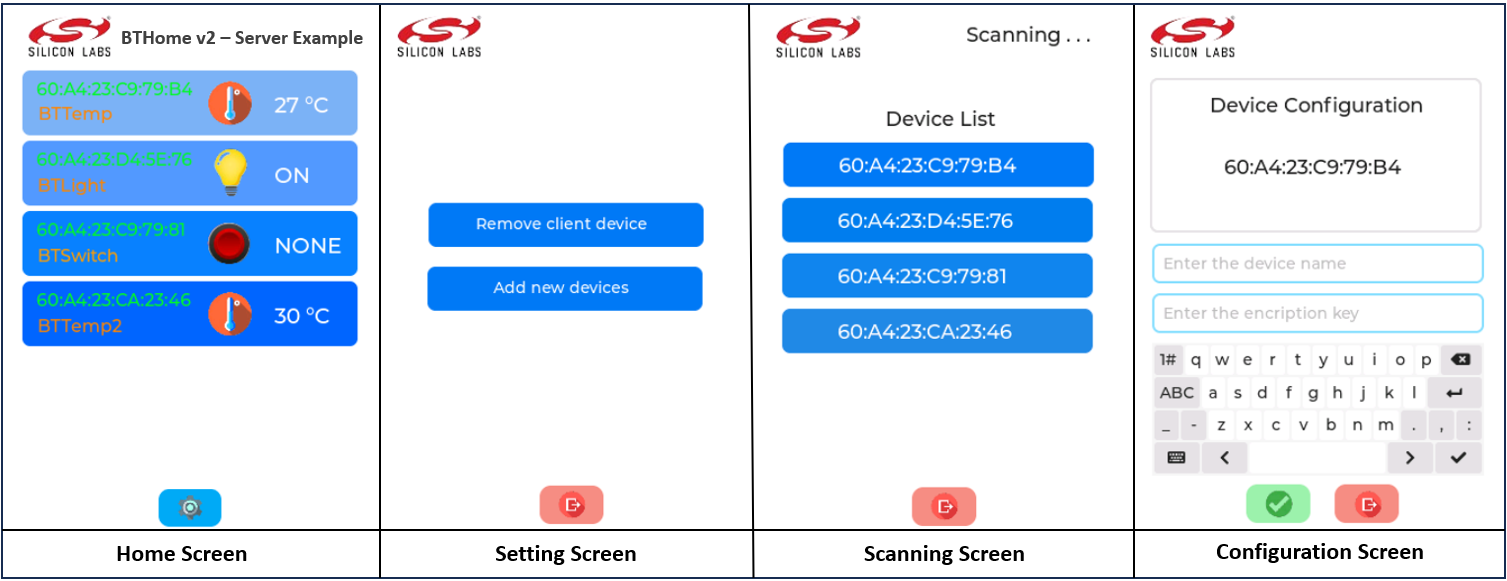 SILICON LABS
BTHome v2 – Server Example
60:A4:23:C9:79:B4
BTTemp
27 °C
60:A4:23:D4:5E:76
BTLight
ON
60:A4:23:C9:79:81
BTSwitch
NONE
60:A4:23:CA:23:46
BTTemp2
30 °C
Home Screen
SILICON LABS
Remove client device
Add new devices
Setting Screen
SILICON LABS
Scanning . . .
Device List
60:A4:23:C9:79:B4
60:A4:23:D4:5E:76
60:A4:23:C9:79:81
60:A4:23:CA:23:46
Scanning Screen
SILICON LABS
Device Configuration
60:A4:23:C9:79:B4
Enter the device name
Enter the encription key
1# q w e r t y u i o p
ABC a s d f g h j k l
_ - z x c v b n m . , :
Configuration Screen